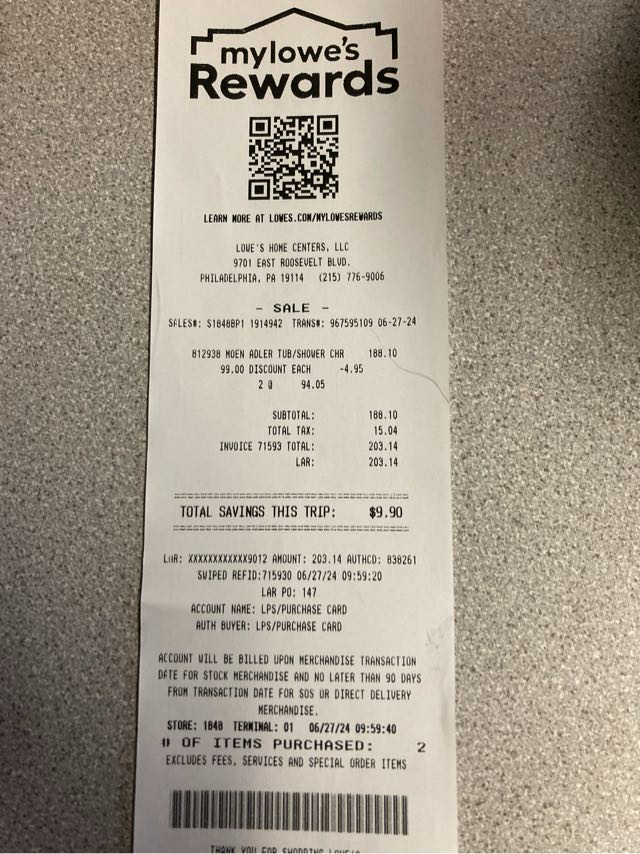 mylowe's
Rewards
LEARN MORE AT LOWES.COM/MYLOWESREWARDS
LOWE'S HOME CENTERS, LLC
9701 EAST ROOSEVELT BLVD.
PHILADELPHIA, PA 19114 (215) 776-9006
- SALE -
SALES#: S1848BP1 1914942 TRANS#: 967595109 06-27-24
812938 MOEN ADLER TUB/SHOWER CHR 188.10
99.00 DISCOUNT EACH -4.95
2 @ 94.05
SUBTOTAL: 188.10
TOTAL TAX: 15.04
INVOICE 71593 TOTAL: 203.14
LAR: 203.14
TOTAL SAVINGS THIS TRIP: $9.90
LAR: XXXXXXXXXXXX9012 AMOUNT: 203.14 AUTHCD: 838261
SWIPED REFID:715930 06/27/24 09:59:20
LAR PO: 147
ACCOUNT NAME: LPS/PURCHASE CARD
AUTH BUYER: LPS/PURCHASE CARD
ACCOUNT WILL BE BILLED UPON MERCHANDISE TRANSACTION
DATE FOR STOCK MERCHANDISE AND NO LATER THAN 90 DAYS
FROM TRANSACTION DATE FOR SOS OR DIRECT DELIVERY
MERCHANDISE.
STORE: 1848 TERMINAL: 01 06/27/24 09:59:40
# OF ITEMS PURCHASED: 2
EXCLUDES FEES, SERVICES AND SPECIAL ORDER ITEMS
THANK YOU FOR SHOPPING LOWE'S